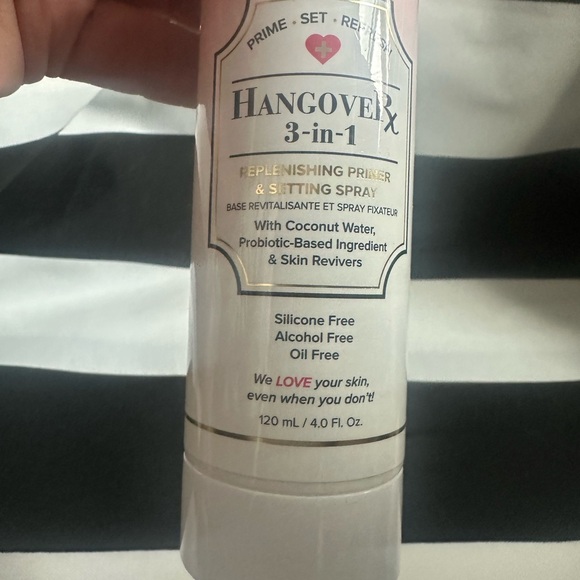 PRIME • SET • REFRESH
HANGOVERx
3-in-1
REPLENISHING PRIMER
& SETTING SPRAY
BASE REVITALISANTE ET SPRAY FIXATEUR
With Coconut Water,
Probiotic-Based Ingredient
& Skin Revivers
Silicone Free
Alcohol Free
Oil Free
We LOVE your skin,
even when you don't!
120 mL / 4.0 Fl. Oz.